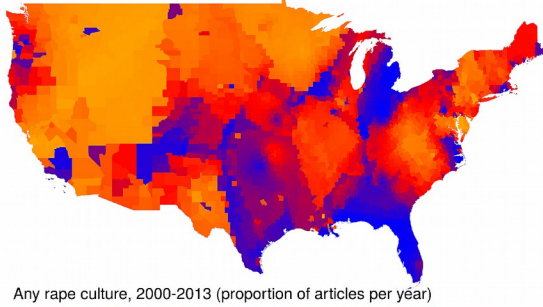 Any rape culture, 2000-2013 (proportion of articles per year)